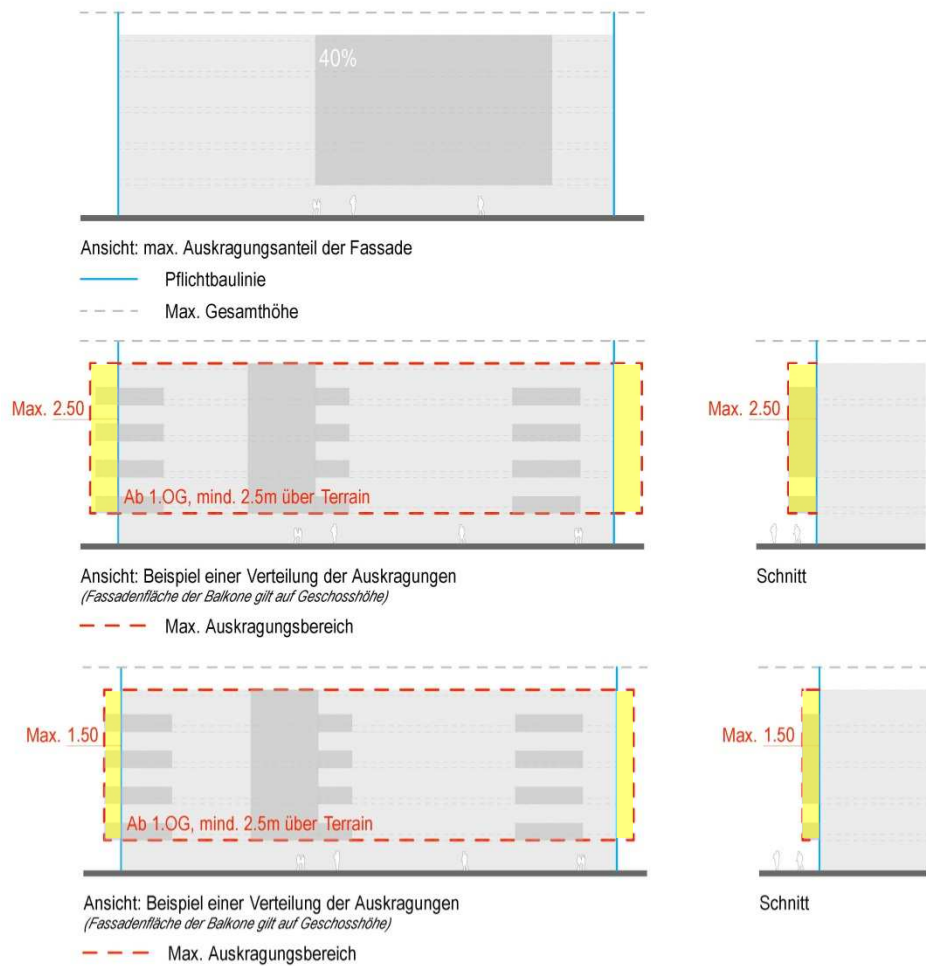 40%
Ansicht: max. Auskragungsanteil der Fassade
Pflichtbaulinie
Max. Gesamthöhe
Max. 2.50
Max. 2.50
Ab 1.OG, mind. 2.5m über Terrain
Ansicht: Beispiel einer Verteilung der Auskragungen
Schnitt
(Fassadenfläche der Balkone gilt auf Geschosshöhe)
Max. Auskragungsbereich
Max. 1.50
Max. 1.50
Ab 1.OG, mind. 2.5m über Terrain
Ansicht: Beispiel einer Verteilung der Auskragungen
Schnitt
(Fassadenfläche der Balkone gilt auf Geschosshöhe)
Max. Auskragungsbereich